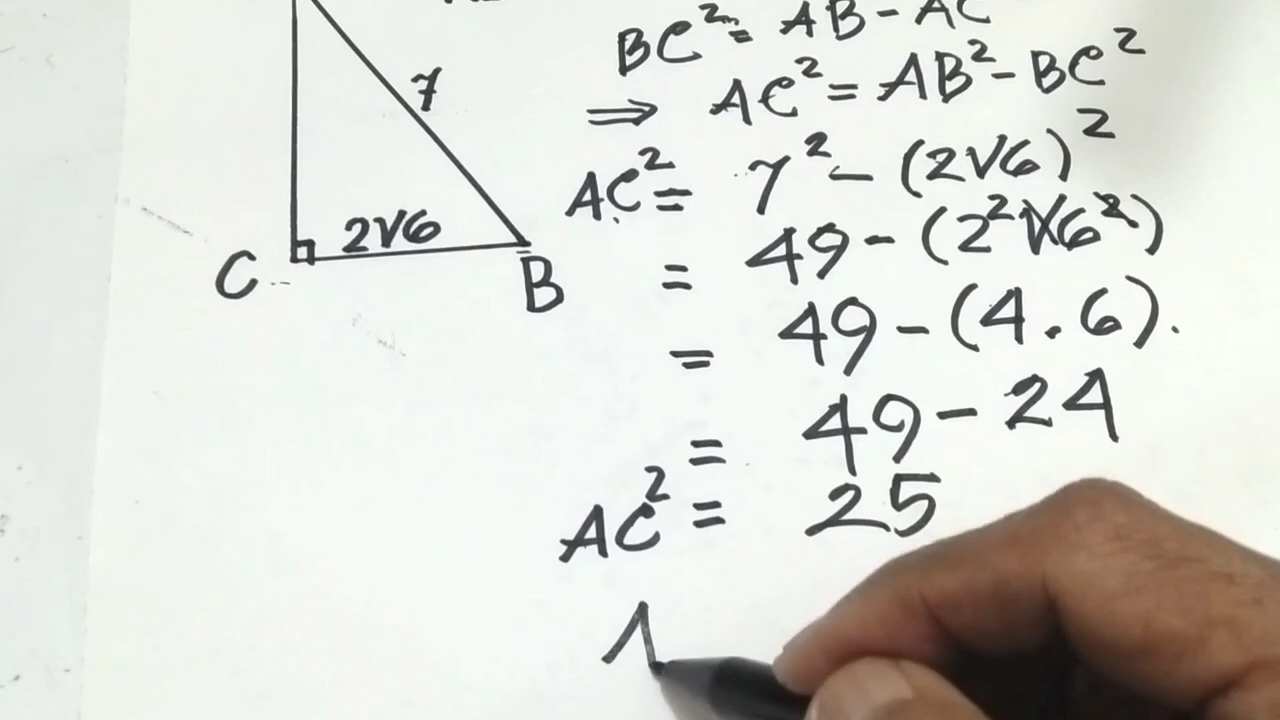 BC² = AB - AC
⇒ AC² = AB² - BC²
7
AC² = 7² - (2√6)²
2√6
= 49 - (2²√6²)
C
B
= 49 - (4.6).
= 49 - 24
AC² = 25